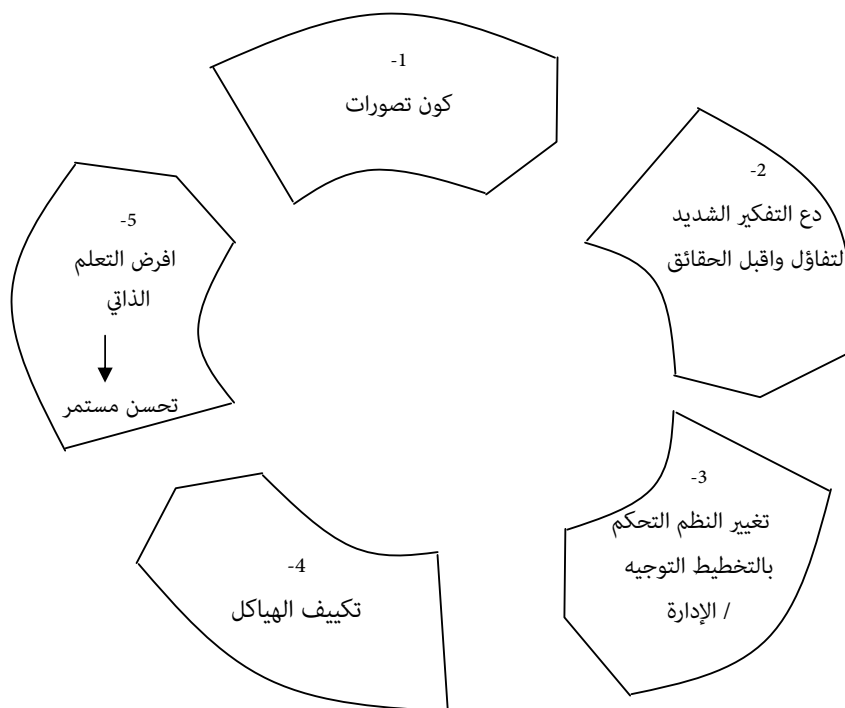 1-
كون تصورات
2-
دع التفكير الشديد
لتفاؤل واقبل الحقائق
3-
تغيير النظم التحكم
بالتخطيط التوجيه
/ الإدارة
4-
تكييف الهياكل
5-
افرض التعلم
الذاتي
تحسن مستمر